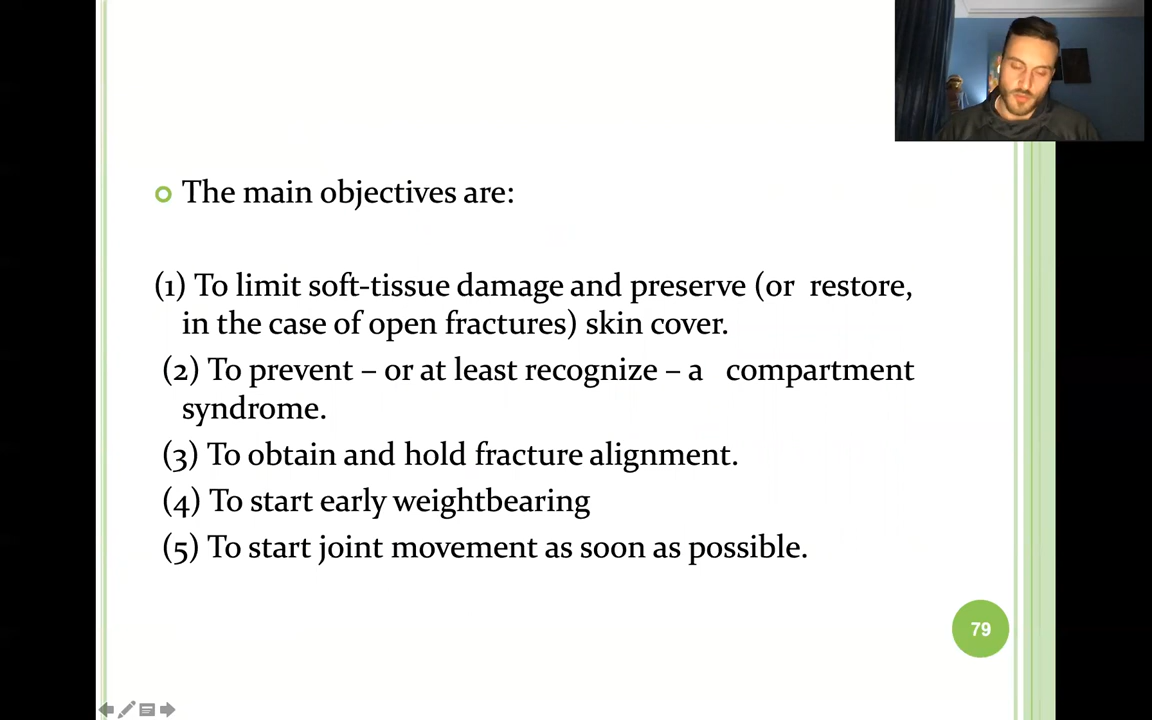 The main objectives are:
(1) To limit soft-tissue damage and preserve (or restore,
in the case of open fractures) skin cover.
(2) To prevent – or at least recognize – a compartment
syndrome.
(3) To obtain and hold fracture alignment.
(4) To start early weightbearing
(5) To start joint movement as soon as possible.
79